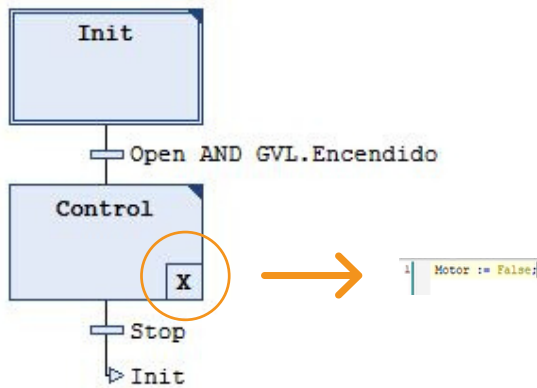 Init
Open AND GVL.Encendido
Control
X
1 Motor := False;
Stop
Init